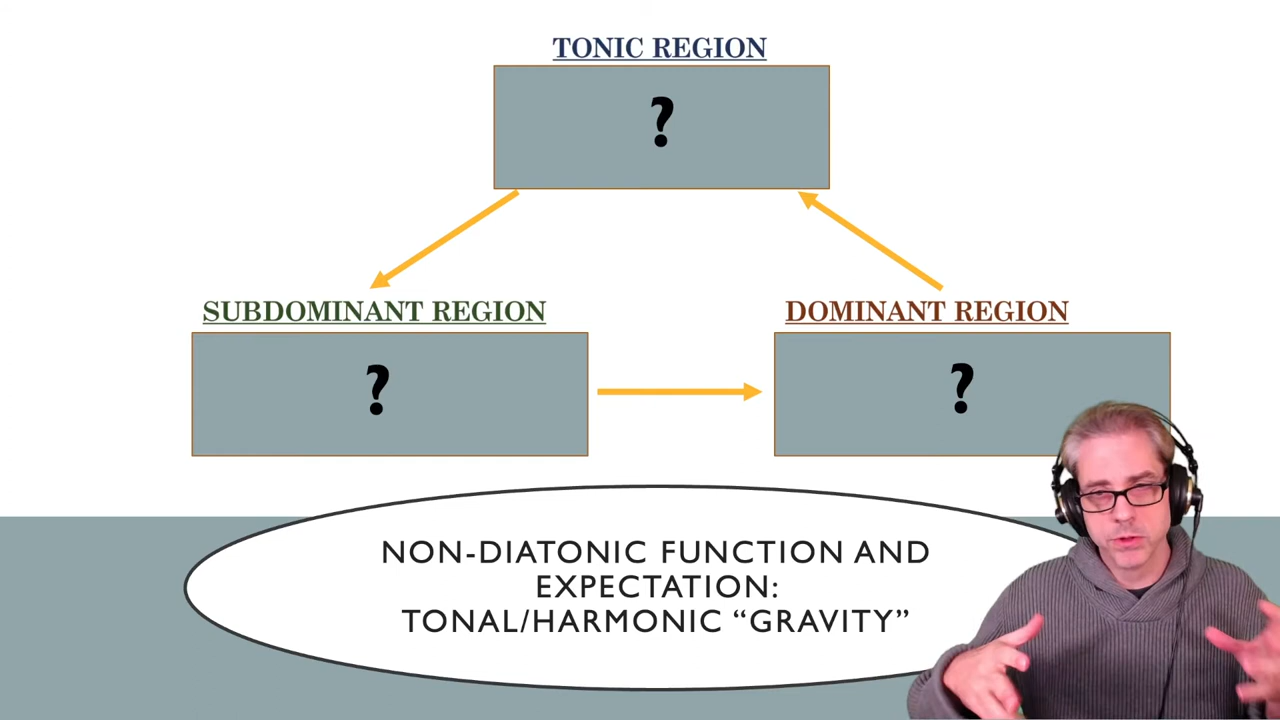 TONIC REGION
?
SUBDOMINANT REGION
DOMINANT REGION
?
?
NON-DIATONIC FUNCTION AND
EXPECTATION:
TONAL/HARMONIC “GRAVITY”